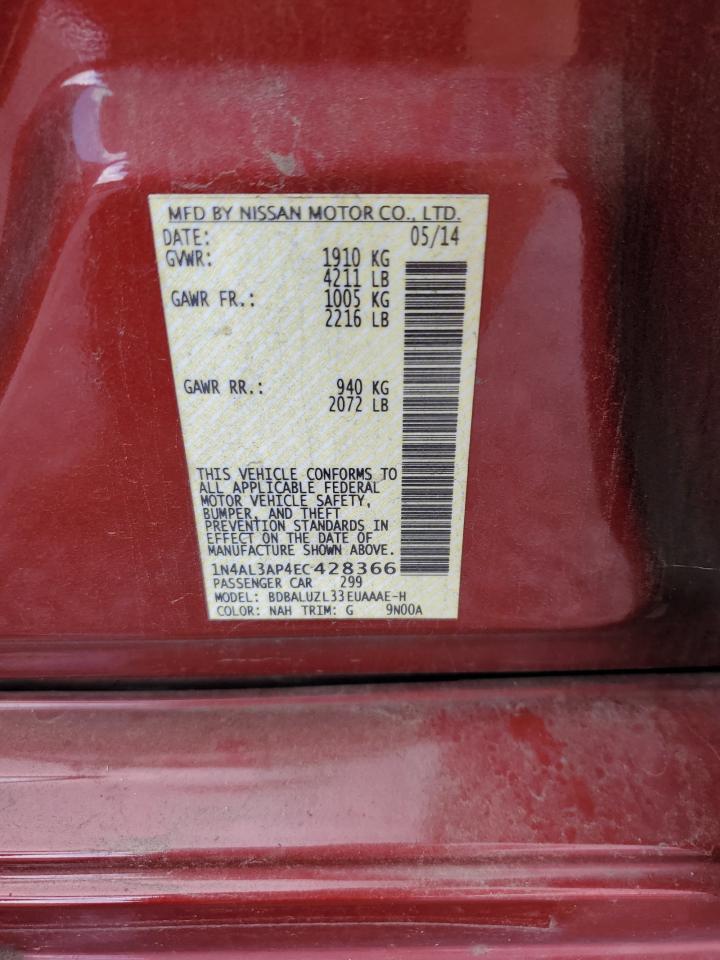 MFD BY NISSAN MOTOR CO., LTD.
DATE: 05/14
GVWR: 1910 KG
4211 LB
GAWR FR.: 1005 KG
2216 LB
GAWR RR.: 940 KG
2072 LB
THIS VEHICLE CONFORMS TO
ALL APPLICABLE FEDERAL
MOTOR VEHICLE SAFETY,
BUMPER, AND THEFT
PREVENTION STANDARDS IN
EFFECT ON THE DATE OF
MANUFACTURE SHOWN ABOVE.
1N4AL3AP4EC428366
PASSENGER CAR 299
MODEL: BDBALUZL33EUAAAE-H
COLOR: NAH TRIM: G 9N00A